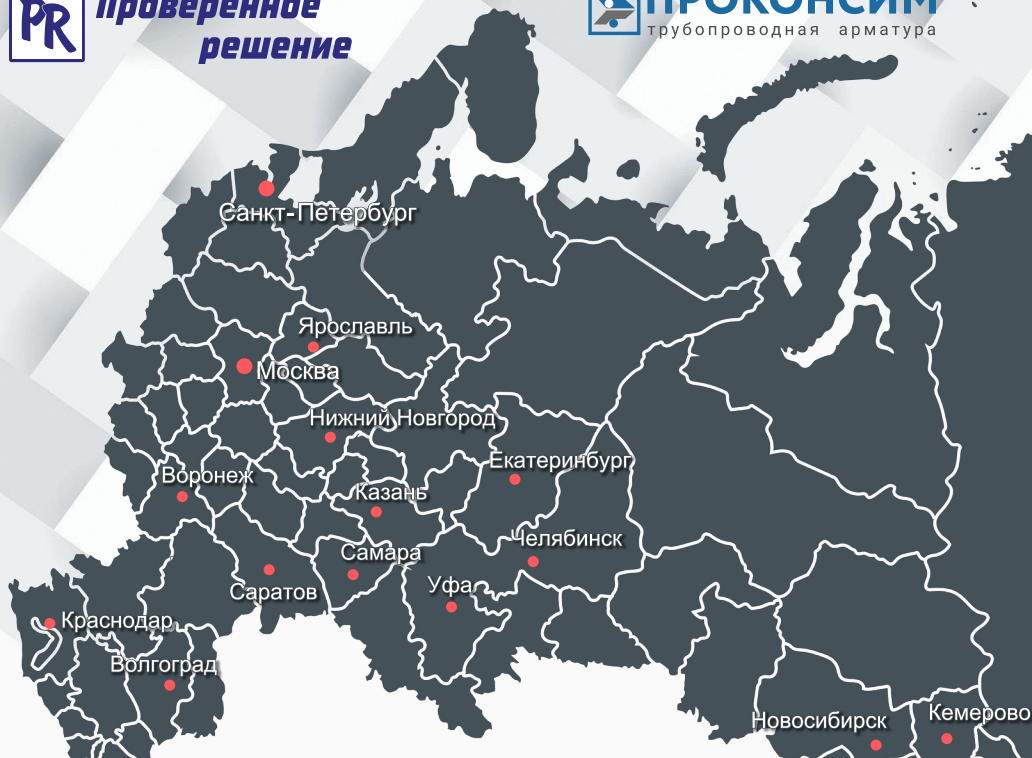 PR
проверенное
решение
ПРОКОНСИМ
трубопроводная арматура
Санкт-Петербург
Ярославль
Москва
Нижний Новгород
Екатеринбург
Воронеж
Казань
Челябинск
Самара
Уфа
Саратов
Краснодар
Волгоград
Новосибирск
Кемерово